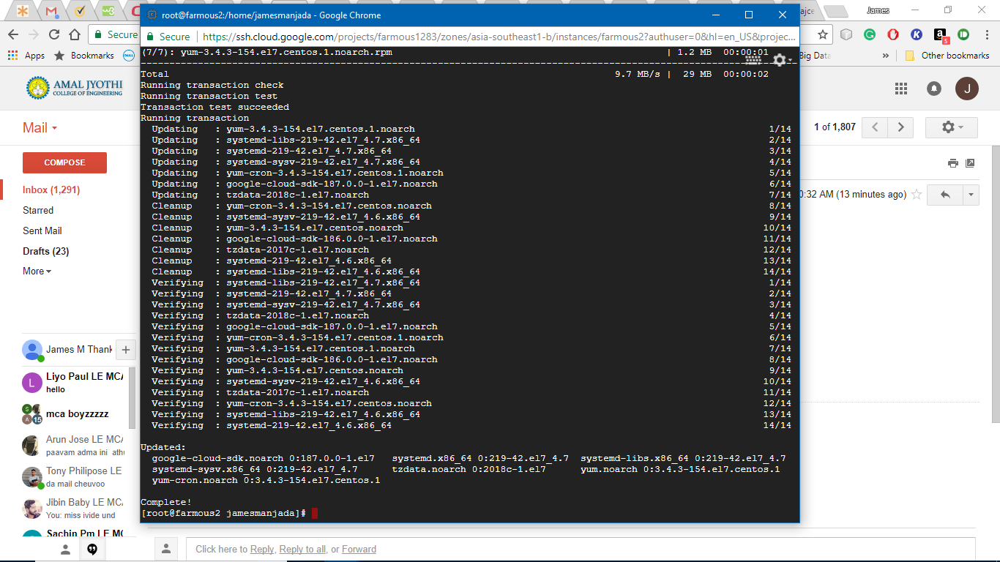 root@farmous2:/home/jamesmanjada - Google Chrome
James
Secure
Secure | https://ssh.cloud.google.com/projects/farmous1283/zones/asia-southeast1-b/instances/farmous2?authuser=0&hl=en_US&projec...
Apps Bookmarks
Big Data
» Other bookmarks
(7/7): yum-3.4.3-154.el7.centos.1.noarch.rpm | 1.2 MB 00:00:01
--------------------------------------------------------------------------------
Total 9.7 MB/s | 29 MB 00:00:02
Running transaction check
Running transaction test
Transaction test succeeded
Running transaction
Updating : yum-3.4.3-154.el7.centos.1.noarch 1/14
Updating : systemd-libs-219-42.el7_4.7.x86_64 2/14
Updating : systemd-219-42.el7_4.7.x86_64 3/14
Updating : systemd-sysv-219-42.el7_4.7.x86_64 4/14
Updating : yum-cron-3.4.3-154.el7.centos.1.noarch 5/14
Updating : google-cloud-sdk-187.0.0-1.el7.noarch 6/14
Updating : tzdata-2018c-1.el7.noarch 7/14
Cleanup : yum-cron-3.4.3-154.el7.centos.noarch 8/14
Cleanup : systemd-sysv-219-42.el7_4.6.x86_64 9/14
Cleanup : yum-3.4.3-154.el7.centos.noarch 10/14
Cleanup : google-cloud-sdk-186.0.0-1.el7.noarch 11/14
Cleanup : tzdata-2017c-1.el7.noarch 12/14
Cleanup : systemd-219-42.el7_4.6.x86_64 13/14
Cleanup : systemd-libs-219-42.el7_4.6.x86_64 14/14
Verifying : systemd-libs-219-42.el7_4.7.x86_64 1/14
Verifying : systemd-219-42.el7_4.7.x86_64 2/14
Verifying : systemd-sysv-219-42.el7_4.7.x86_64 3/14
Verifying : tzdata-2018c-1.el7.noarch 4/14
Verifying : google-cloud-sdk-187.0.0-1.el7.noarch 5/14
Verifying : yum-cron-3.4.3-154.el7.centos.1.noarch 6/14
Verifying : yum-3.4.3-154.el7.centos.1.noarch 7/14
Verifying : google-cloud-sdk-186.0.0-1.el7.noarch 8/14
Verifying : yum-3.4.3-154.el7.centos.noarch 9/14
Verifying : systemd-sysv-219-42.el7_4.6.x86_64 10/14
Verifying : tzdata-2017c-1.el7.noarch 11/14
Verifying : yum-cron-3.4.3-154.el7.centos.noarch 12/14
Verifying : systemd-libs-219-42.el7_4.6.x86_64 13/14
Verifying : systemd-219-42.el7_4.6.x86_64 14/14
Updated:
google-cloud-sdk.noarch 0:187.0.0-1.el7 systemd.x86_64 0:219-42.el7_4.7 systemd-libs.x86_64 0:219-42.el7_4.7
systemd-sysv.x86_64 0:219-42.el7_4.7 tzdata.noarch 0:2018c-1.el7 yum.noarch 0:3.4.3-154.el7.centos.1
yum-cron.noarch 0:3.4.3-154.el7.centos.1
Complete!
[root@farmous2 jamesmanjada]#
AMAL JYOTHI
COLLEGE OF ENGINEERING
J
Mail
1 of 1,807
COMPOSE
Inbox (1,291)
Starred
Sent Mail
Drafts (23)
More
0:32 AM (13 minutes ago)
James M Thank
L
Liyo Paul LE MCA
hello
S
A 15
mca boyzzzzz
Arun Jose LE MCA
paavam adma ini athu
Tony Philipose LE
da mail cheuvoo
Jibin Baby LE MCA
You: miss ivide und
Sachin Pm LE MC
Click here to Reply, Reply to all, or Forward